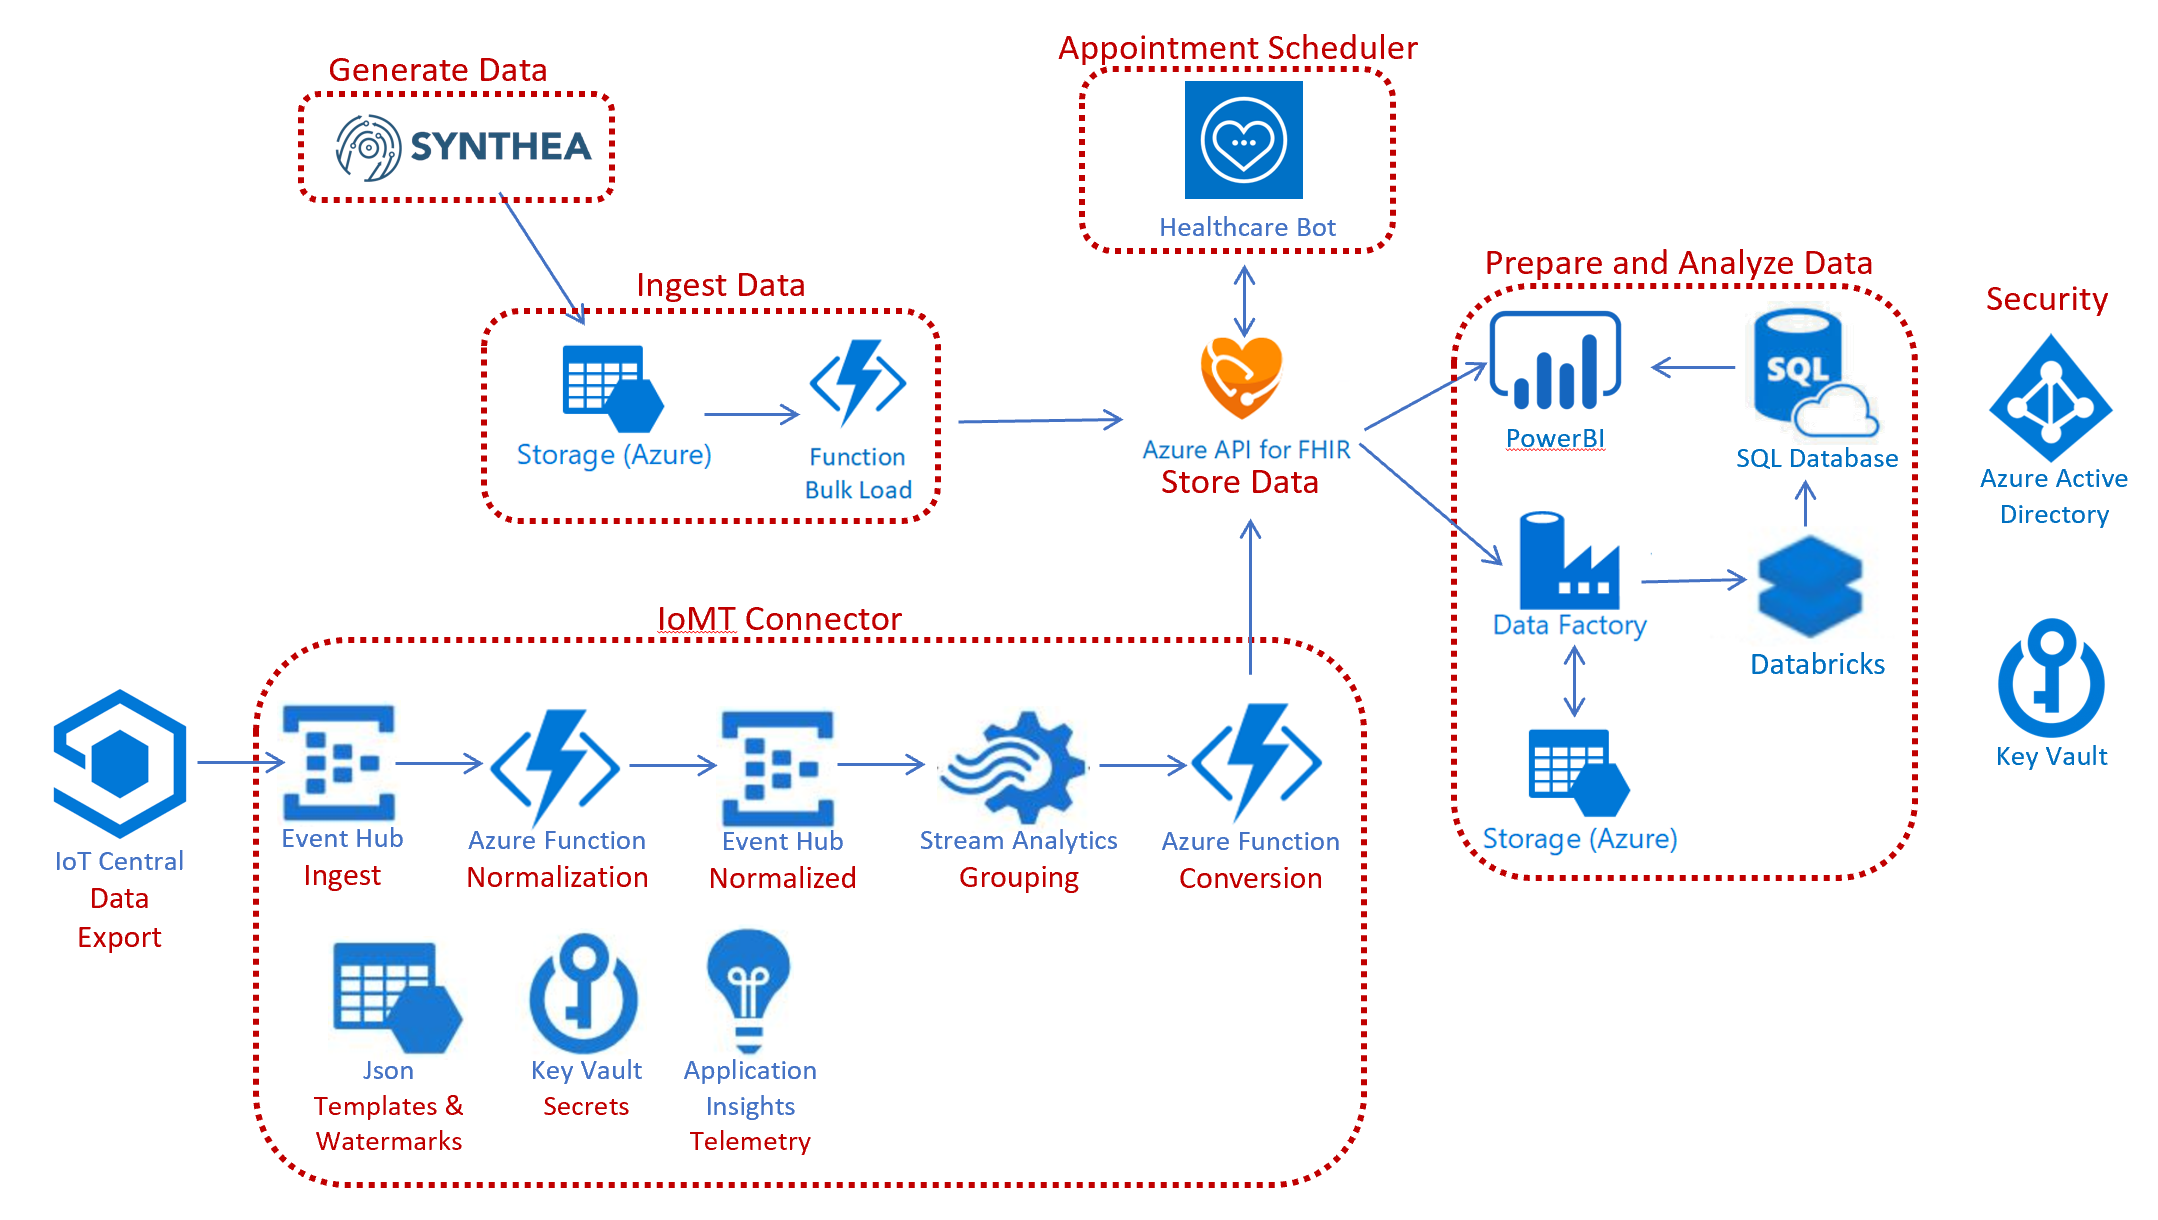 Generate Data
SYNTHEA
Appointment Scheduler
Healthcare Bot
Ingest Data
Storage (Azure)
Function
Bulk Load
Azure API for FHIR
Store Data
Prepare and Analyze Data
PowerBI
SQL
SQL Database
Data Factory
Databricks
Storage (Azure)
Security
Azure Active
Directory
Key Vault
IoMT Connector
IoT Central
Data
Export
Event Hub
Ingest
Azure Function
Normalization
Event Hub
Normalized
Stream Analytics
Grouping
Azure Function
Conversion
Json
Templates &
Watermarks
Key Vault
Secrets
Application
Insights
Telemetry